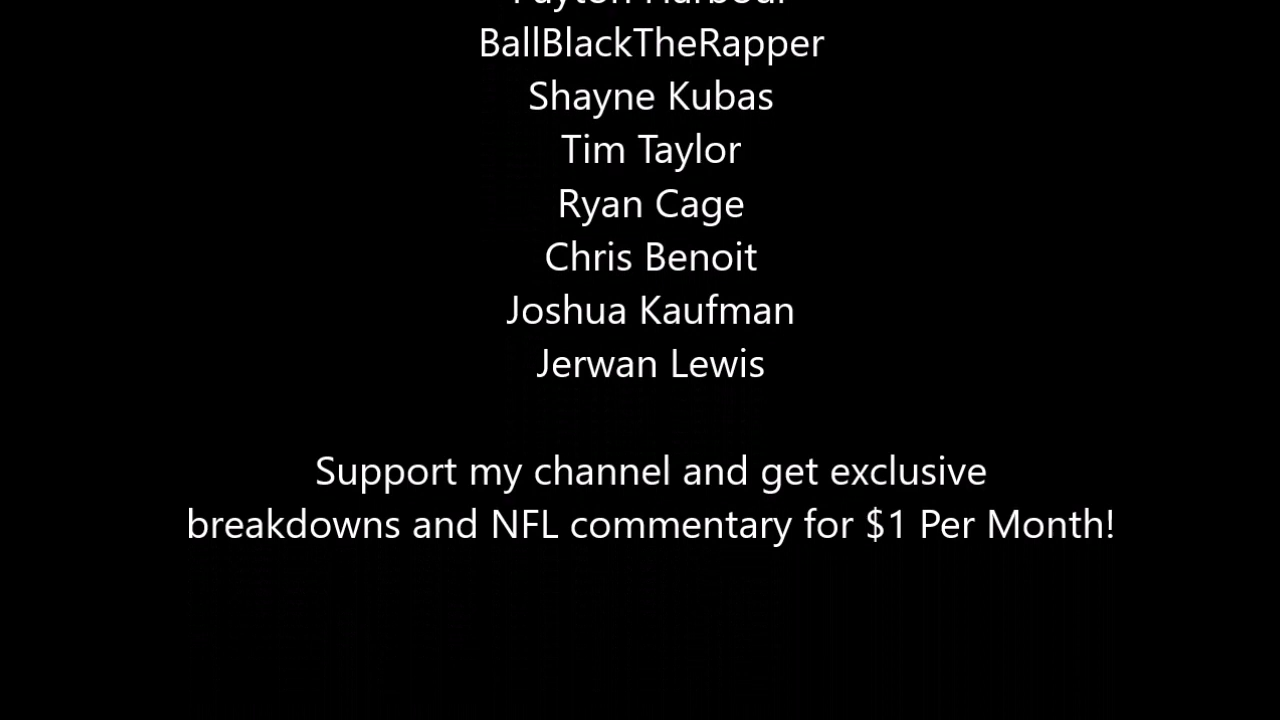 BallBlackTheRapper
Shayne Kubas
Tim Taylor
Ryan Cage
Chris Benoit
Joshua Kaufman
Jerwan Lewis
Support my channel and get exclusive
breakdowns and NFL commentary for $1 Per Month!